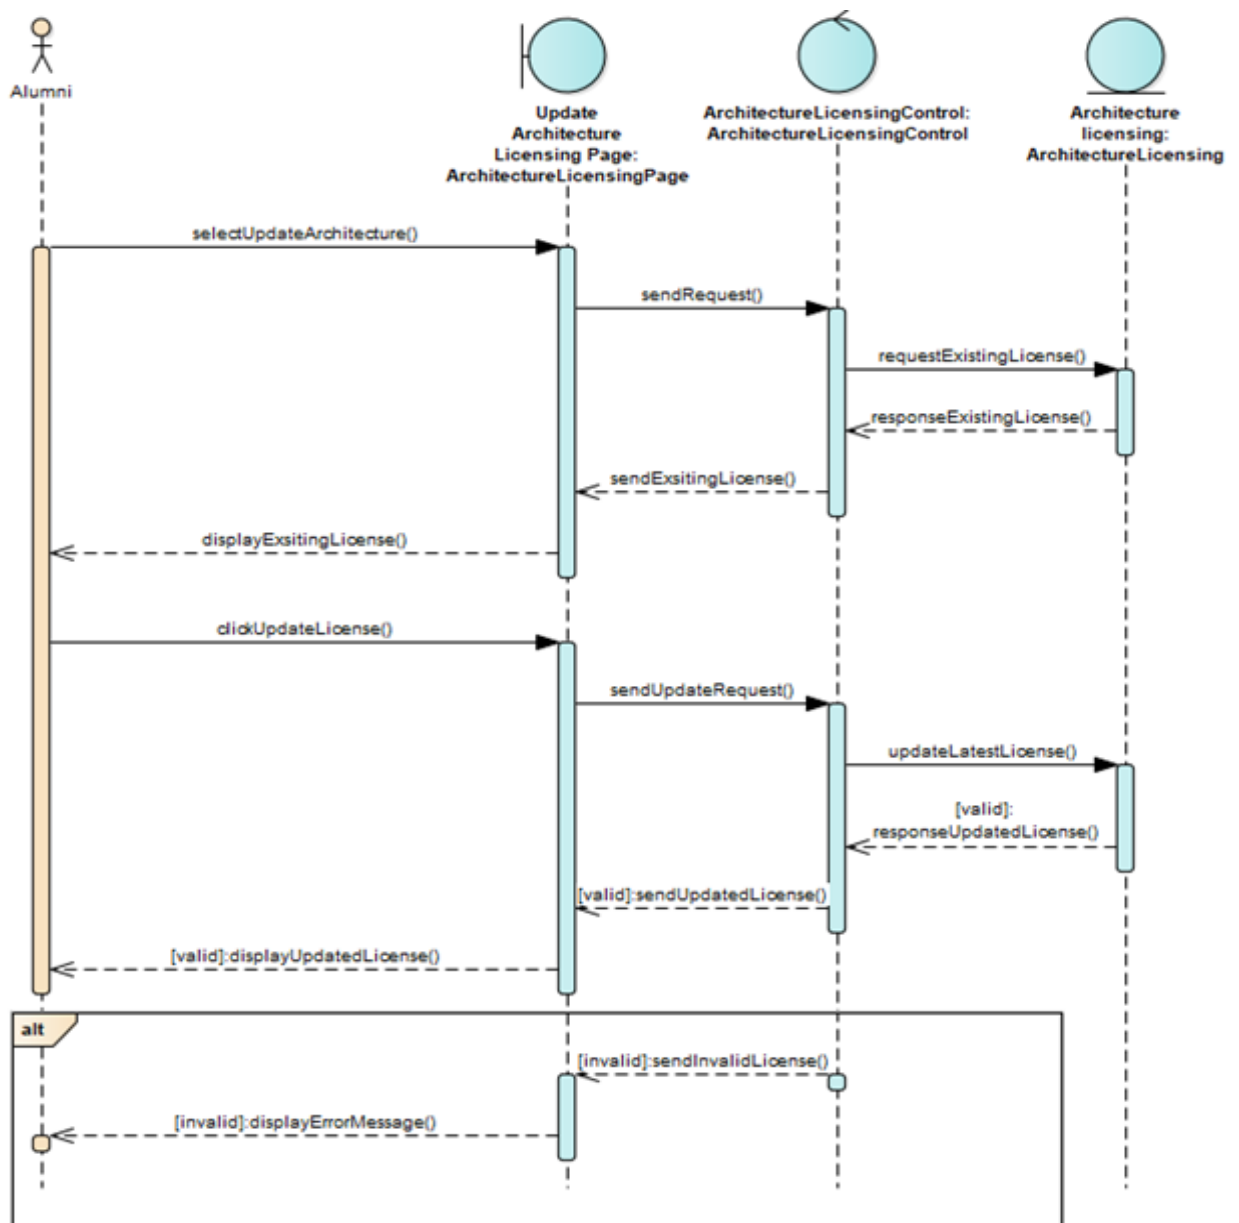 Alumni
Update
Architecture
Licensing Page:
ArchitectureLicensingPage
ArchitectureLicensingControl:
ArchitectureLicensingControl
Architecture
licensing:
ArchitectureLicensing
selectUpdateArchitecture()
sendRequest()
requestExistingLicense()
responseExistingLicense()
sendExsitingLicense()
displayExsitingLicense()
clickUpdateLicense()
sendUpdateRequest()
updateLatestLicense()
[valid]:
responseUpdatedLicense()
[valid]:sendUpdatedLicense()
[valid]:displayUpdatedLicense()
alt
[invalid]:sendInvalidLicense()
[invalid]:displayErrorMessage()